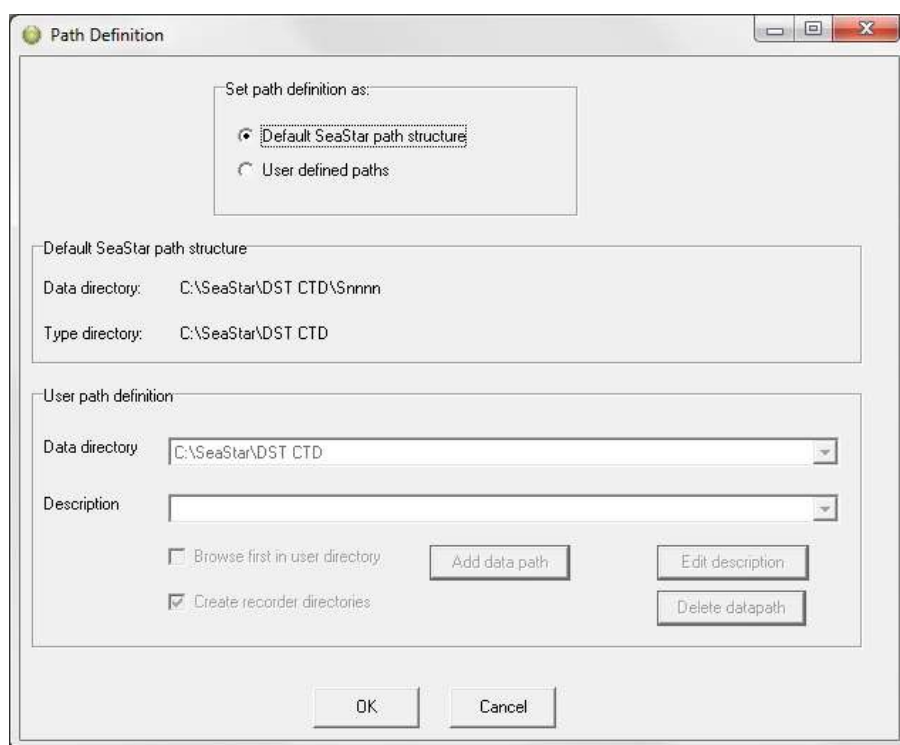 Path Definition
Set path definition as:
Default SeaStar path structure
User defined paths
Default SeaStar path structure
Data directory: C:\SeaStar\DST CTD\Snnnn
Type directory: C:\SeaStar\DST CTD
User path definition
Data directory C:\SeaStar\DST CTD
Description
Browse first in user directory Add data path Edit description
Create recorder directories Delete datapath
OK Cancel